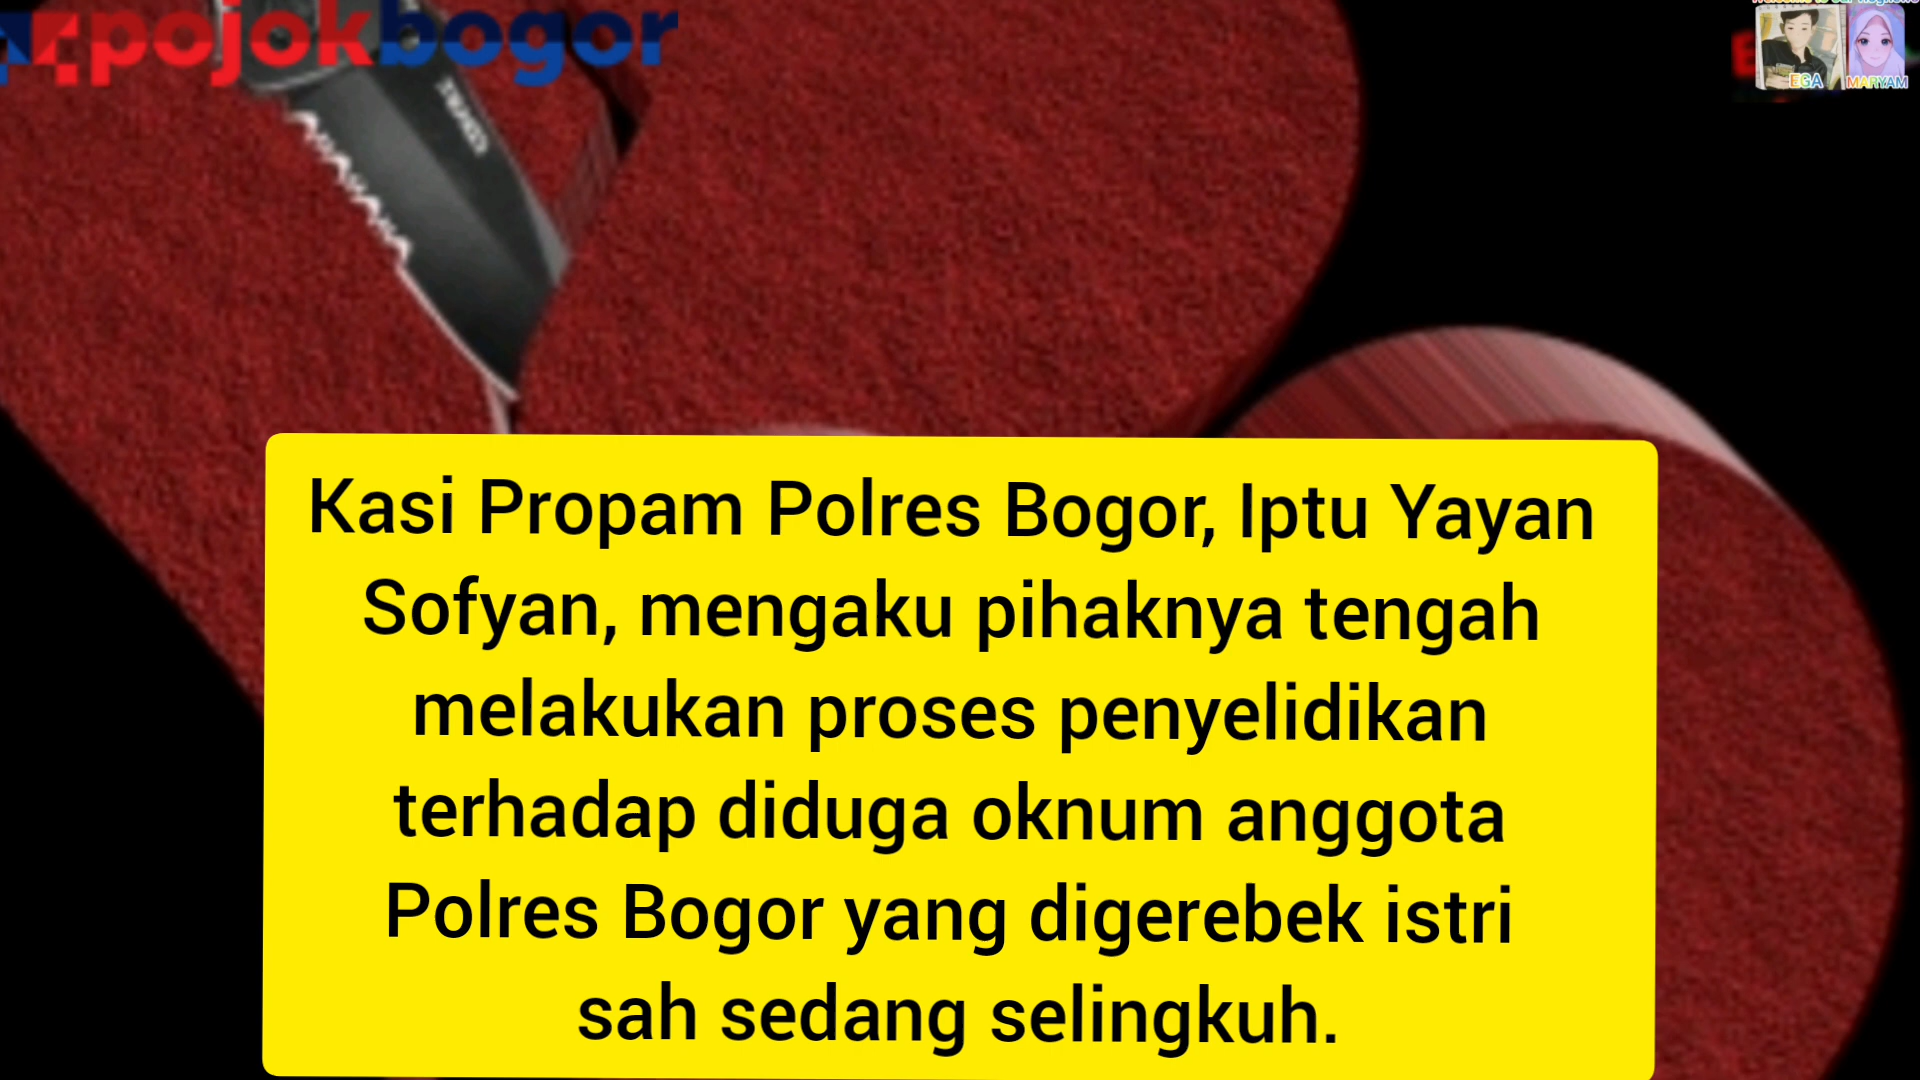 pojokbogor
EGA
MARYAM
Kasi Propam Polres Bogor, Iptu Yayan
Sofyan, mengaku pihaknya tengah
melakukan proses penyelidikan
terhadap diduga oknum anggota
Polres Bogor yang digerebek istri
sah sedang selingkuh.